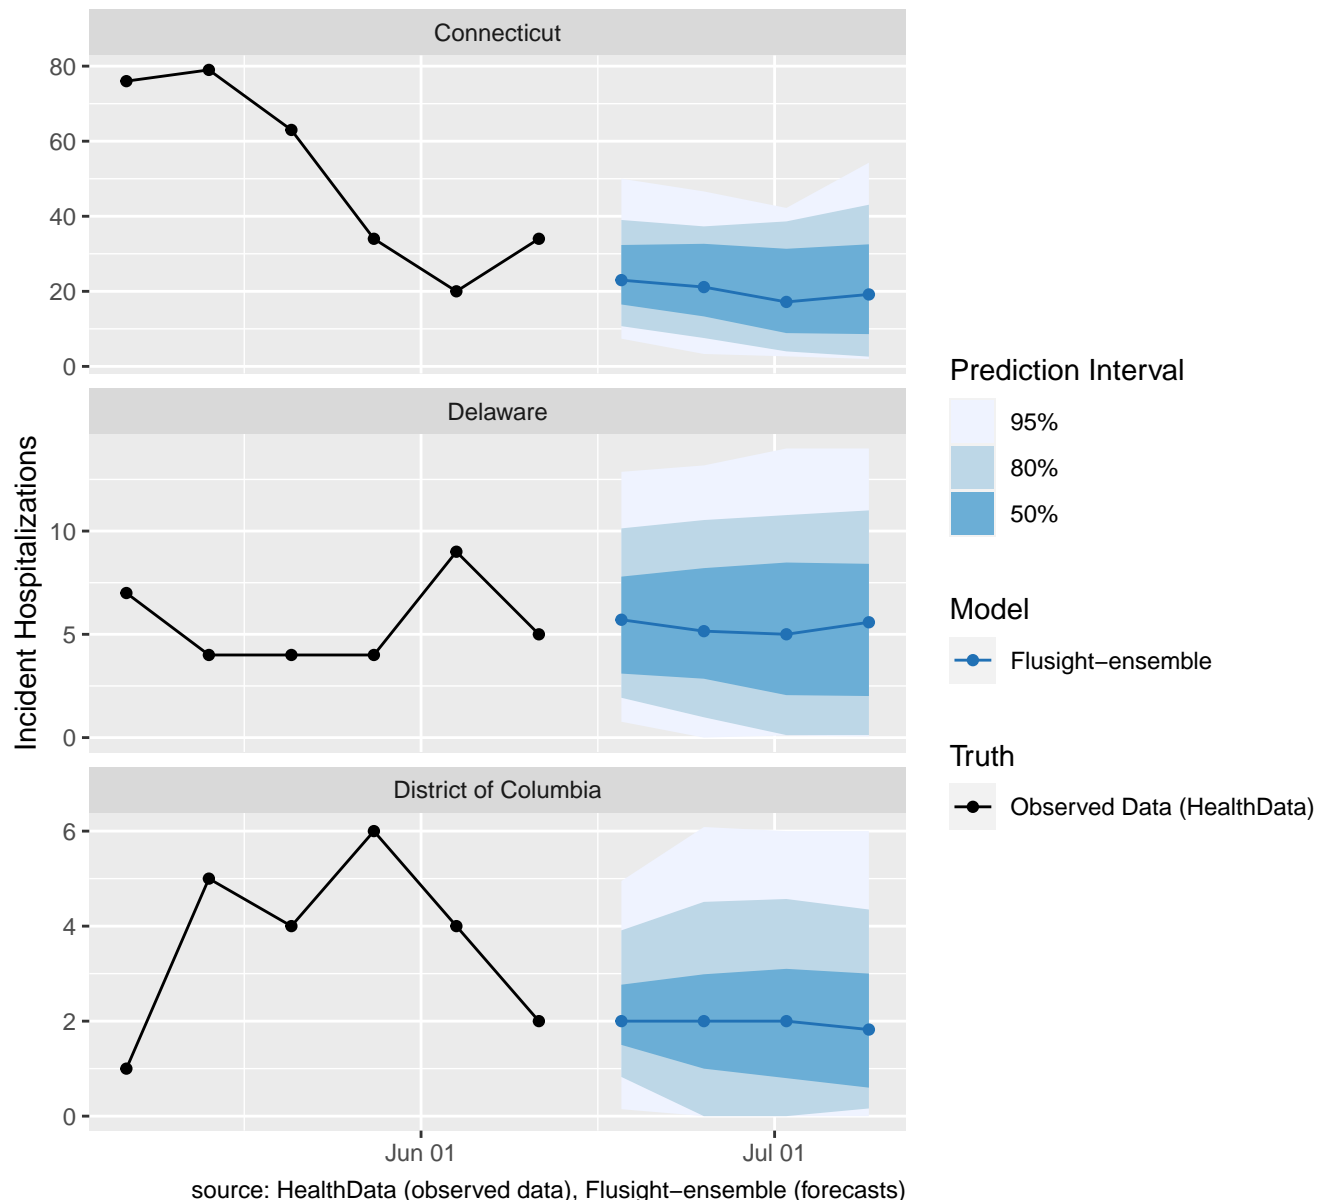 Connecticut
80
60
40
20
0
Delaware
10
5
0
District of Columbia
6
4
2
0
Jun 01
Jul 01
Incident Hospitalizations
source: HealthData (observed data), Flusight−ensemble (forecasts)
Prediction Interval
95%
80%
50%
Model
Flusight−ensemble
Truth
Observed Data (HealthData)